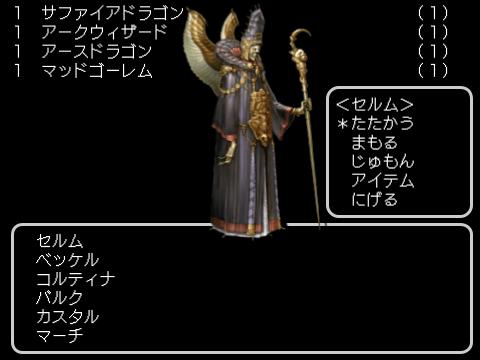 1 サファイアドラゴン (1)
1 アークウィザード (1)
1 アースドラゴン (1)
1 マッドゴーレム (1)
<セルム>
*たたかう
まもる
じゅもん
アイテム
にげる
セルム
ベッケル
コルティナ
バルク
カスタル
マーチ